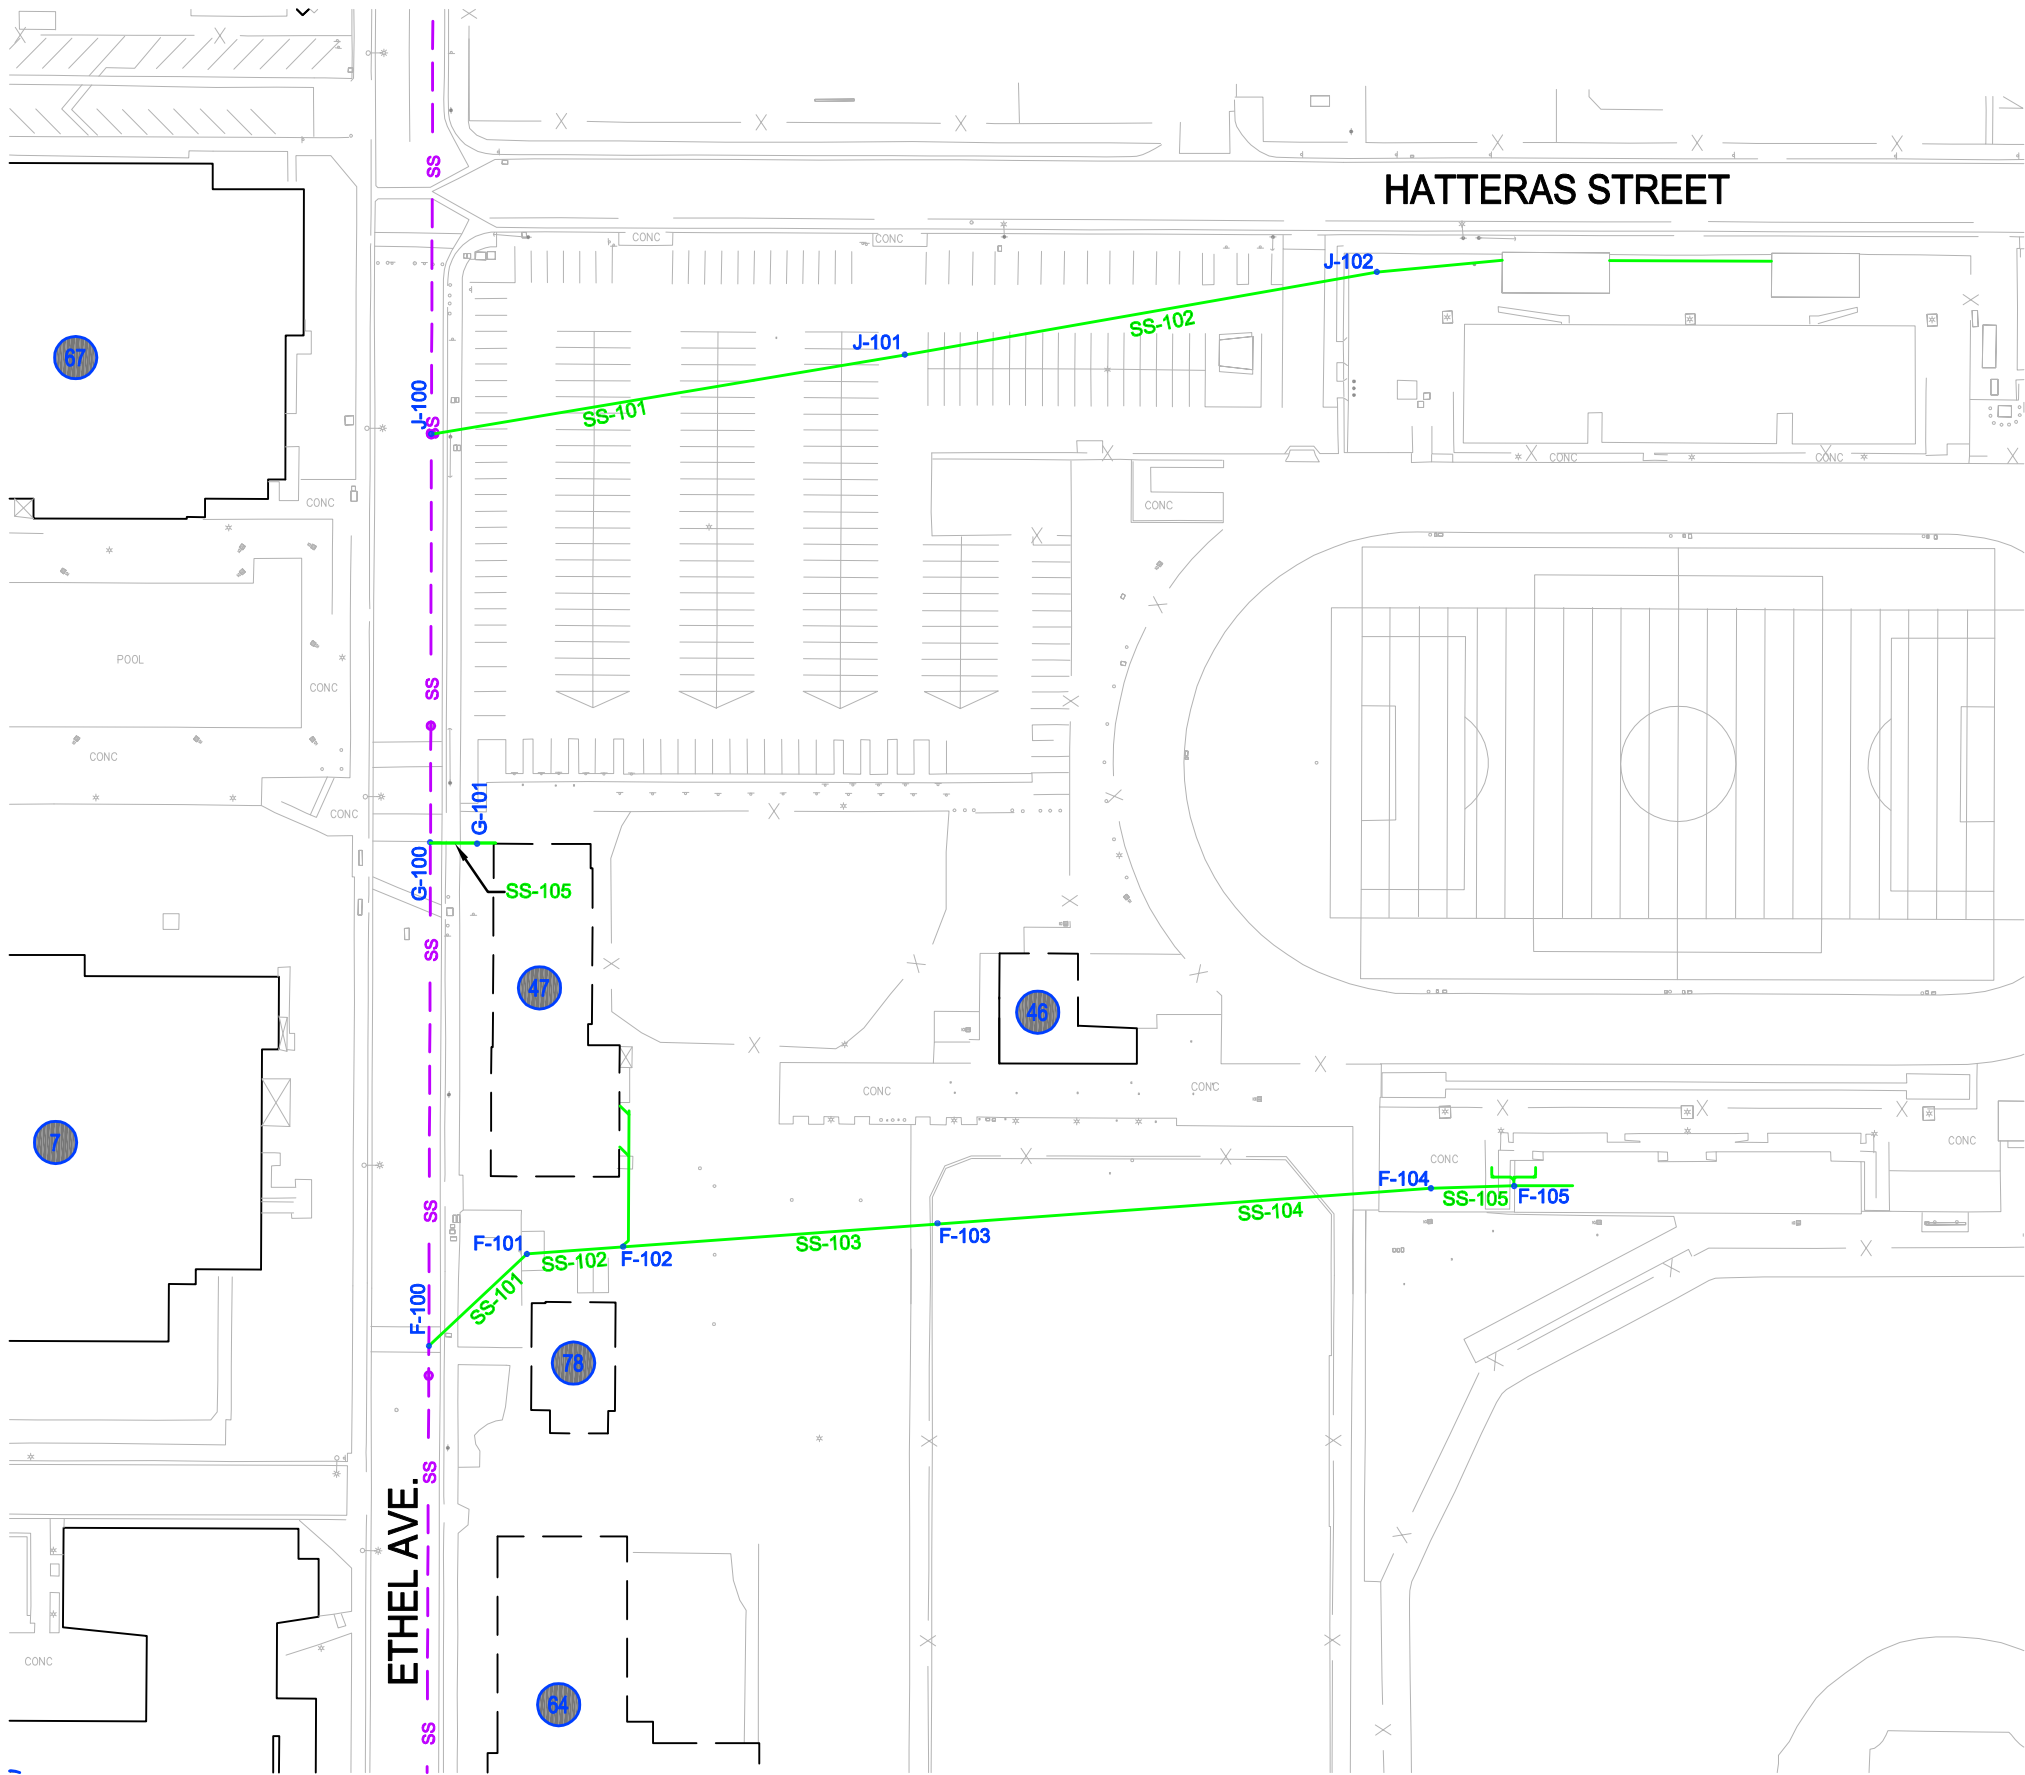 SS
HATTERAS STREET
CONC
CONC
J-102
SS-102
J-101
67
J-100
SS
SS-101
CONC
CONC
CONC
CONC
POOL
CONC
SS
CONC
G-101
CONC
G-100
SS-105
SS
47
46
CONC
CONC
7
CONC
CONC
F-104
SS-105
F-105
SS
SS-104
F-103
SS-103
F-101
SS-102
F-102
F-100
SS-101
78
SS
ETHEL AVE.
CONC
64
SS